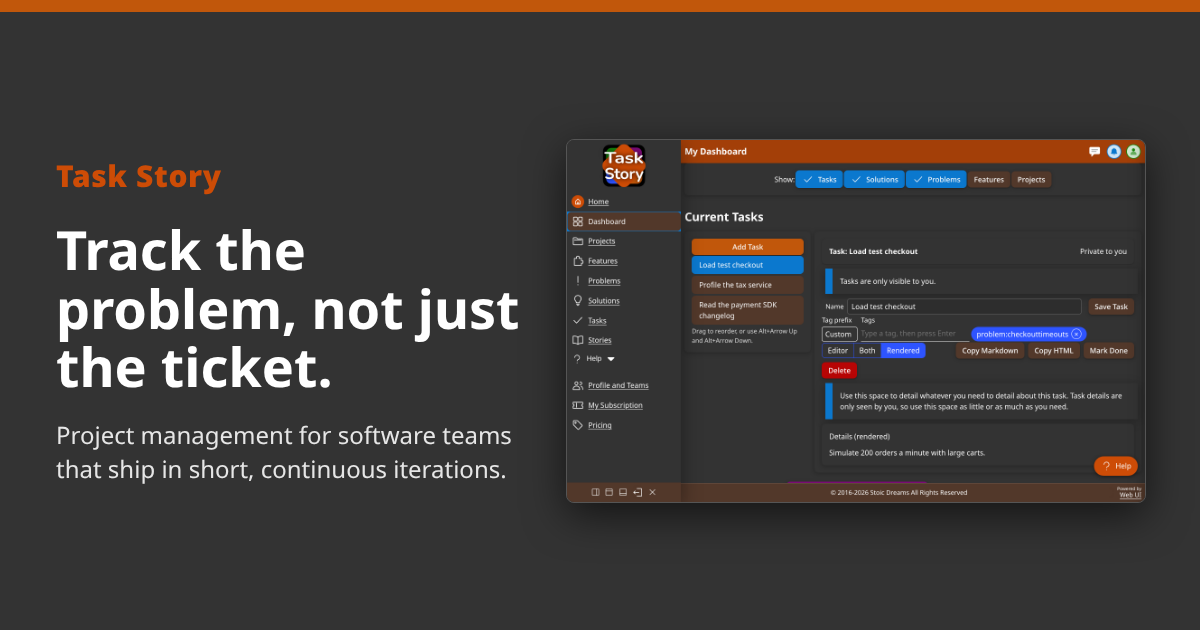 Task Story
Track the
problem, not just
the ticket.
Project management for software teams
that ship in short, continuous iterations.
Task
Story
Home
Dashboard
Projects
Features
Problems
Solutions
Tasks
Stories
Help
Profile and Teams
My Subscription
Pricing
My Dashboard
Show: Tasks Solutions Problems Features Projects
Current Tasks
Add Task
Load test checkout
Profile the tax service
Read the payment SDK
changelog
Drag to reorder, or use Alt+Arrow Up
and Alt+Arrow Down.
Task: Load test checkout Private to you
Tasks are only visible to you.
Name Load test checkout Save Task
Tag prefix Tags
Custom Type a tag, then press Enter problem:checkouttimeouts
Editor Both Rendered Copy Markdown Copy HTML Mark Done
Delete
Use this space to detail whatever you need to detail about this task. Task details are
only seen by you, so use this space as little or as much as you need.
Details (rendered)
Simulate 200 orders a minute with large carts.
Help
© 2016-2026 Stoic Dreams All Rights Reserved
Powered by
Web UI